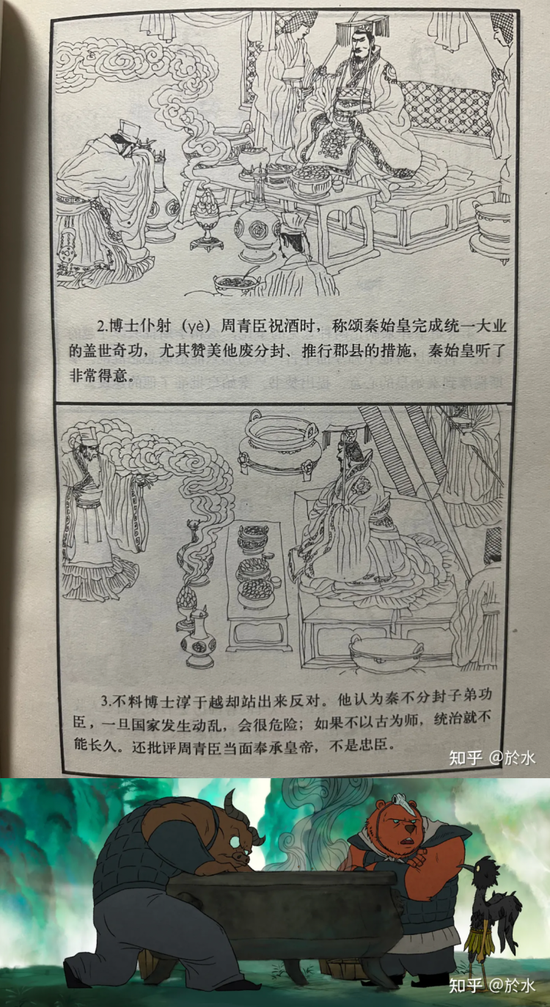 2.博士仆射（yè）周青臣祝酒时，称颂秦始皇完成统一大业
的盖世奇功，尤其赞美他废分封、推行郡县的措施，秦始皇听了
非常得意。
3.不料博士淳于越却站出来反对。他认为秦不分封子弟功
臣，一旦国家发生动乱，会很危险；如果不以古为师，统治就不
能长久。还批评周青臣当面奉承皇帝，不是忠臣。
知乎 @於水
知乎 @於水